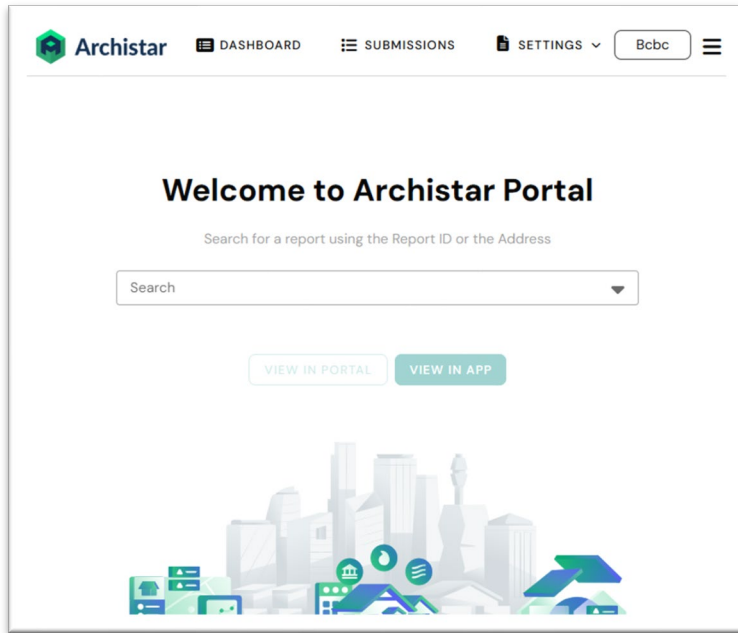 Archistar DASHBOARD SUBMISSIONS SETTINGS Bcbc
Welcome to Archistar Portal
Search for a report using the Report ID or the Address
Search
VIEW IN PORTAL VIEW IN APP